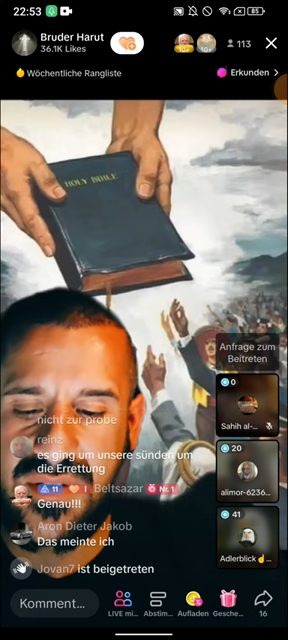 22:53
85
Bruder Harut
36.1K Likes
10+
10+
113
Wöchentliche Rangliste
Erkunden
HOLY BIBLE
Anfrage zum
Beitreten
0
Sahih al-...
20
alimor-6236...
41
Adlerblick☝️...
nicht zur probe
reinz
es ging um unsere sünden um
die Errettung
11 I Beltsazar Nr. 1
Genau!!!
Aron Dieter Jakob
Das meinte ich
Jovan7 ist beigetreten
Komment...
LIVE mi...
Abstim...
Aufladen
Gesche...
16